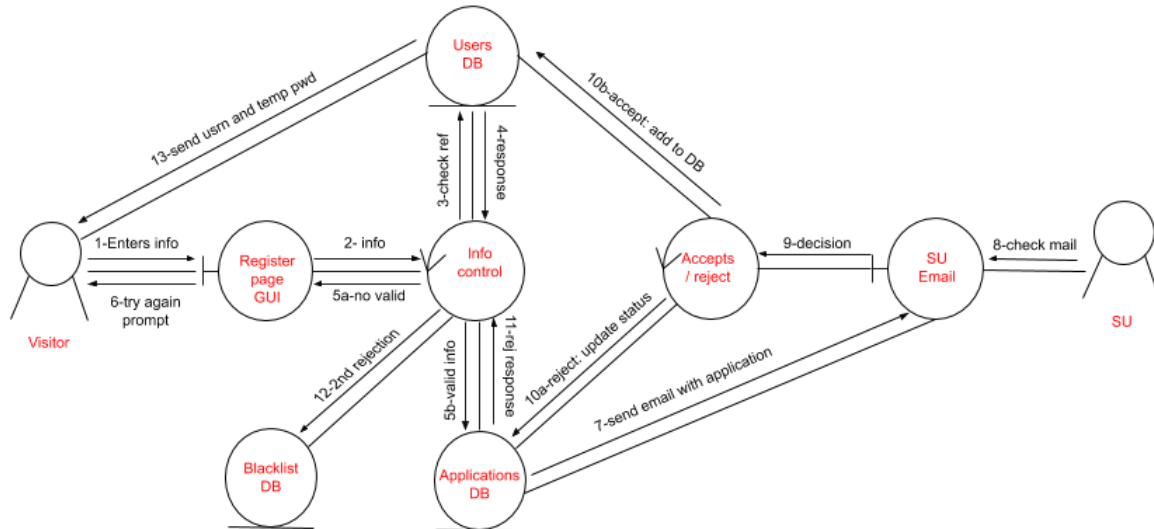 Users
DB
13-send usrn and temp pwd
10b-accept: add to DB
3-check ref
4-response
1-Enters info
6-try again
prompt
Visitor
Register
page
GUI
2- info
5a-no valid
Info
control
Accepts
/ reject
9-decision
SU
Email
8-check mail
SU
12-2nd rejection
5b-valid info
11-rej response
10a-reject: update status
7-send email with application
Blacklist
DB
Applications
DB